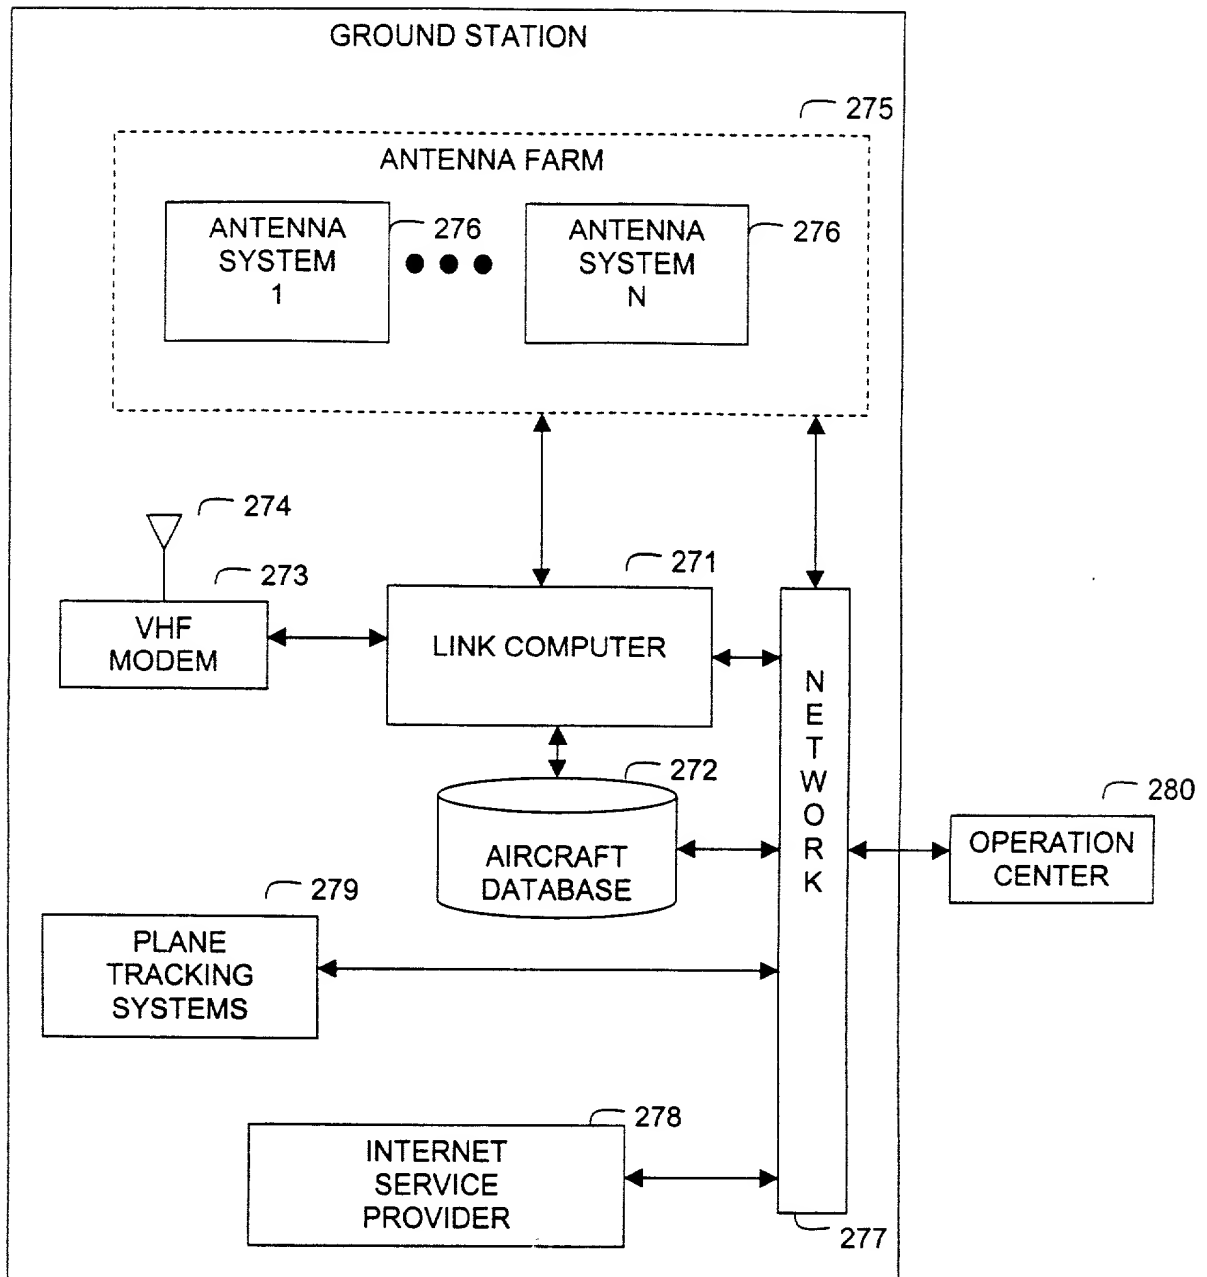 GROUND STATION
275
ANTENNA FARM
ANTENNA
SYSTEM
1
276
ANTENNA
SYSTEM
N
276
274
273
VHF
MODEM
271
LINK COMPUTER
NETWORK
272
AIRCRAFT
DATABASE
280
OPERATION
CENTER
279
PLANE
TRACKING
SYSTEMS
278
INTERNET
SERVICE
PROVIDER
277